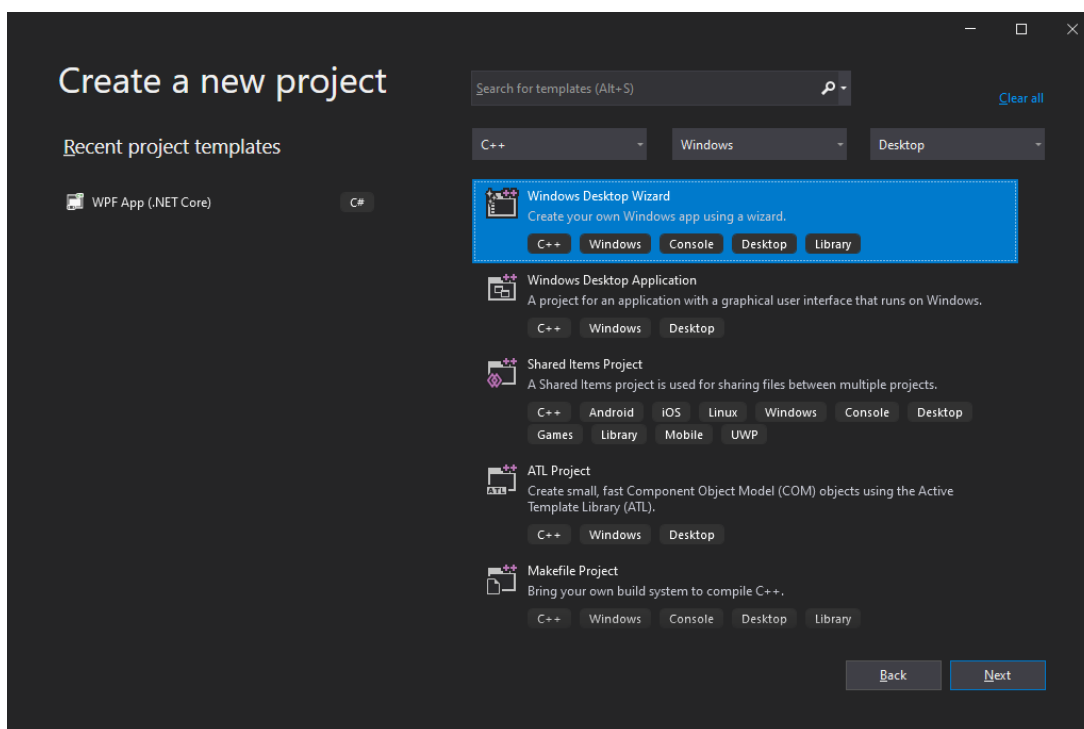 Create a new project
Search for templates (Alt+S)
Clear all
Recent project templates
C++ Windows Desktop
WPF App (.NET Core) C#
Windows Desktop Wizard
Create your own Windows app using a wizard.
C++ Windows Console Desktop Library
Windows Desktop Application
A project for an application with a graphical user interface that runs on Windows.
C++ Windows Desktop
Shared Items Project
A Shared Items project is used for sharing files between multiple projects.
C++ Android iOS Linux Windows Console Desktop
Games Library Mobile UWP
ATL
ATL Project
Create small, fast Component Object Model (COM) objects using the Active
Template Library (ATL).
C++ Windows Desktop
Makefile Project
Bring your own build system to compile C++.
C++ Windows Console Desktop Library
Back Next